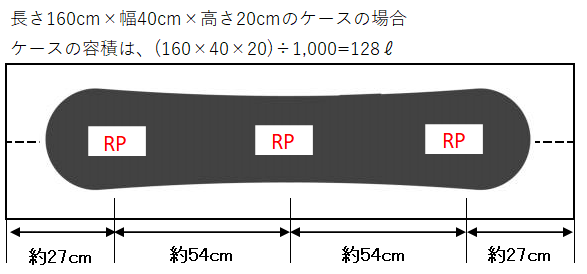 長さ160cm×幅40cm×高さ20cmのケースの場合
ケースの容積は、(160×40×20)÷1,000=128ℓ
RP RP RP
約27cm 約54cm 約54cm 約27cm